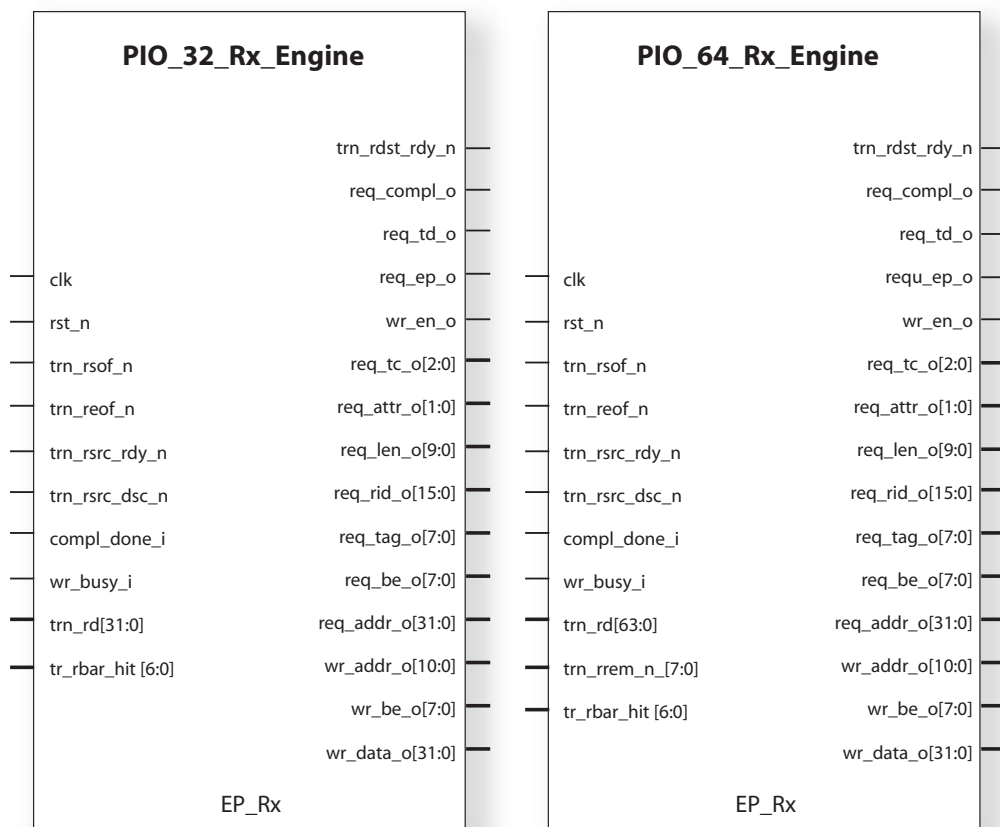 PIO_32_Rx_Engine
trn_rdst_rdy_n
req_compl_o
req_td_o
clk
req_ep_o
rst_n
wr_en_o
trn_rsof_n
req_tc_o[2:0]
trn_reof_n
req_attr_o[1:0]
trn_rsrc_rdy_n
req_len_o[9:0]
trn_rsrc_dsc_n
req_rid_o[15:0]
compl_done_i
req_tag_o[7:0]
wr_busy_i
req_be_o[7:0]
trn_rd[31:0]
req_addr_o[31:0]
tr_rbar_hit [6:0]
wr_addr_o[10:0]
wr_be_o[7:0]
wr_data_o[31:0]
EP_Rx
PIO_64_Rx_Engine
trn_rdst_rdy_n
req_compl_o
req_td_o
clk
requ_ep_o
rst_n
wr_en_o
trn_rsof_n
req_tc_o[2:0]
trn_reof_n
req_attr_o[1:0]
trn_rsrc_rdy_n
req_len_o[9:0]
trn_rsrc_dsc_n
req_rid_o[15:0]
compl_done_i
req_tag_o[7:0]
wr_busy_i
req_be_o[7:0]
trn_rd[63:0]
req_addr_o[31:0]
trn_rrem_n_[7:0]
wr_addr_o[10:0]
tr_rbar_hit [6:0]
wr_be_o[7:0]
wr_data_o[31:0]
EP_Rx